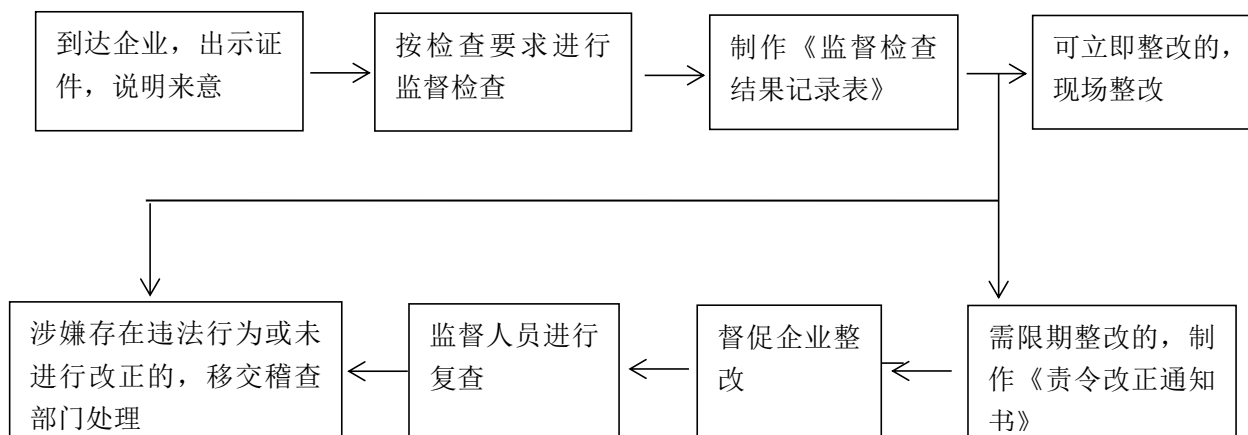 到达企业，出示证
件，说明来意
按检查要求进行
监督检查
制作《监督检查
结果记录表》
可立即整改的，
现场整改
涉嫌存在违法行为或未
进行改正的，移交稽查
部门处理
监督人员进行
复查
督促企业整
改
需限期整改的，制
作《责令改正通知
书》